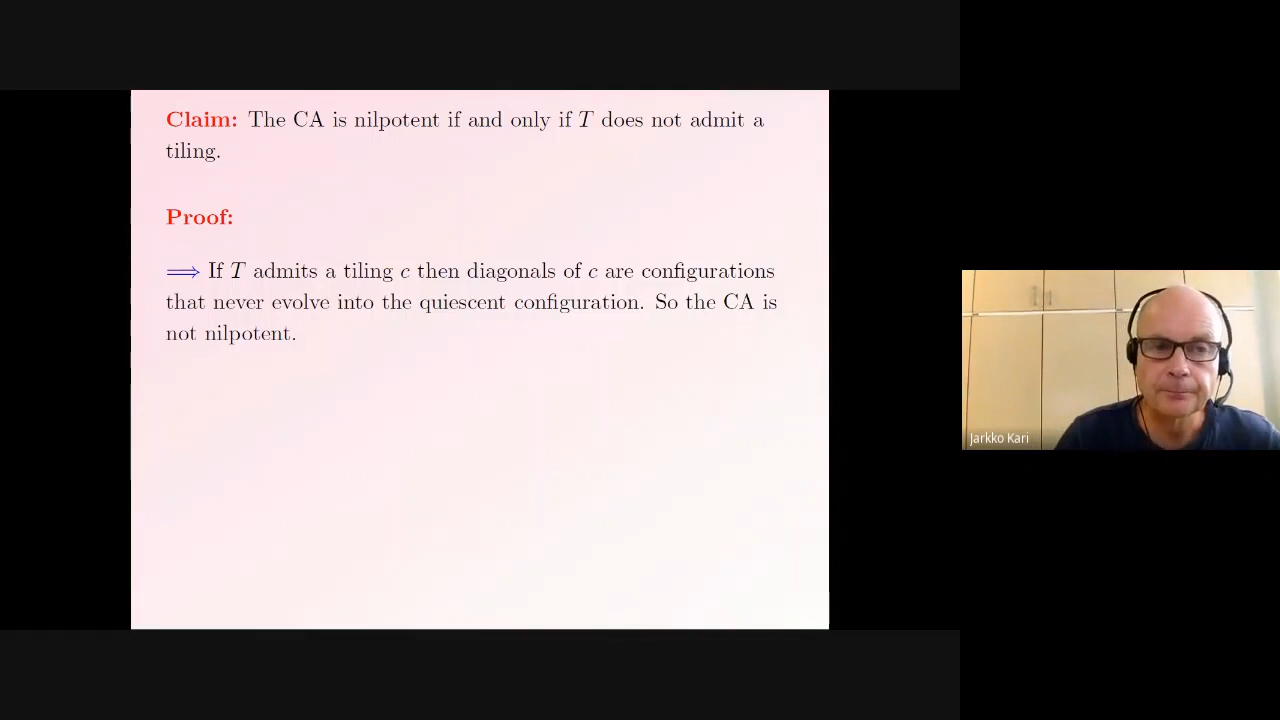 Claim: The CA is nilpotent if and only if T does not admit a
tiling.
Proof:
⟹ If T admits a tiling c then diagonals of c are configurations
that never evolve into the quiescent configuration. So the CA is
not nilpotent.
Jarkko Kari